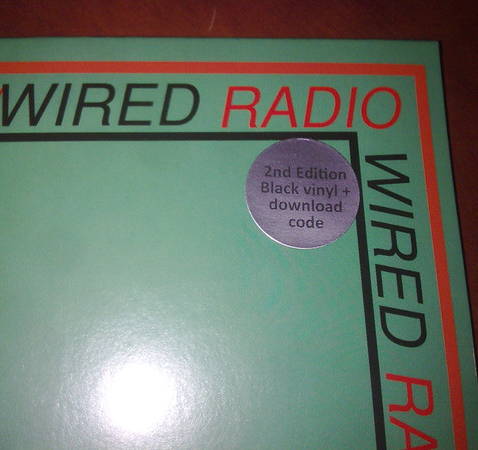 WIRED RADIO
2nd Edition
Black vinyl +
download
code
WIRED RA